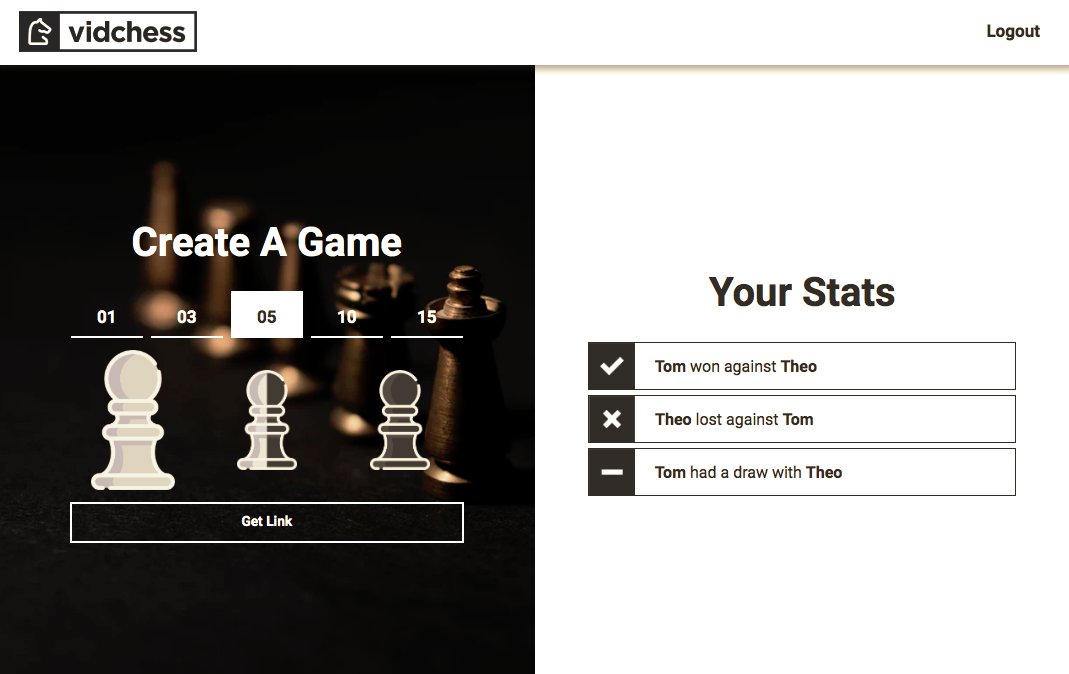 vidchess
Logout
Create A Game
01 03 05 10 15
Get Link
Your Stats
Tom won against Theo
Theo lost against Tom
Tom had a draw with Theo